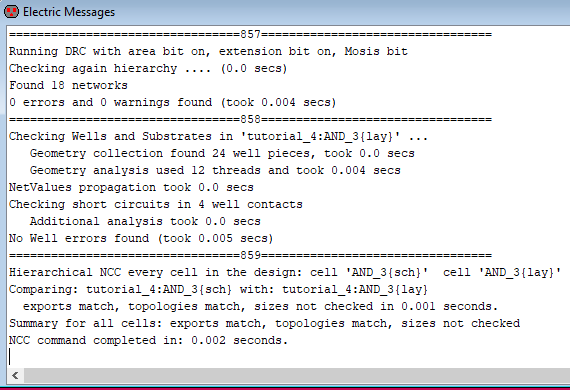 Electric Messages
=================================857=================================
Running DRC with area bit on, extension bit on, Mosis bit
Checking again hierarchy .... (0.0 secs)
Found 18 networks
0 errors and 0 warnings found (took 0.004 secs)
=================================858=================================
Checking Wells and Substrates in 'tutorial_4:AND_3{lay}' ...
   Geometry collection found 24 well pieces, took 0.0 secs
   Geometry analysis used 12 threads and took 0.004 secs
NetValues propagation took 0.0 secs
Checking short circuits in 4 well contacts
   Additional analysis took 0.0 secs
No Well errors found (took 0.005 secs)
=================================859=================================
Hierarchical NCC every cell in the design: cell 'AND_3{sch}'  cell 'AND_3{lay}'
Comparing: tutorial_4:AND_3{sch} with: tutorial_4:AND_3{lay}
  exports match, topologies match, sizes not checked in 0.001 seconds.
Summary for all cells: exports match, topologies match, sizes not checked
NCC command completed in: 0.002 seconds.